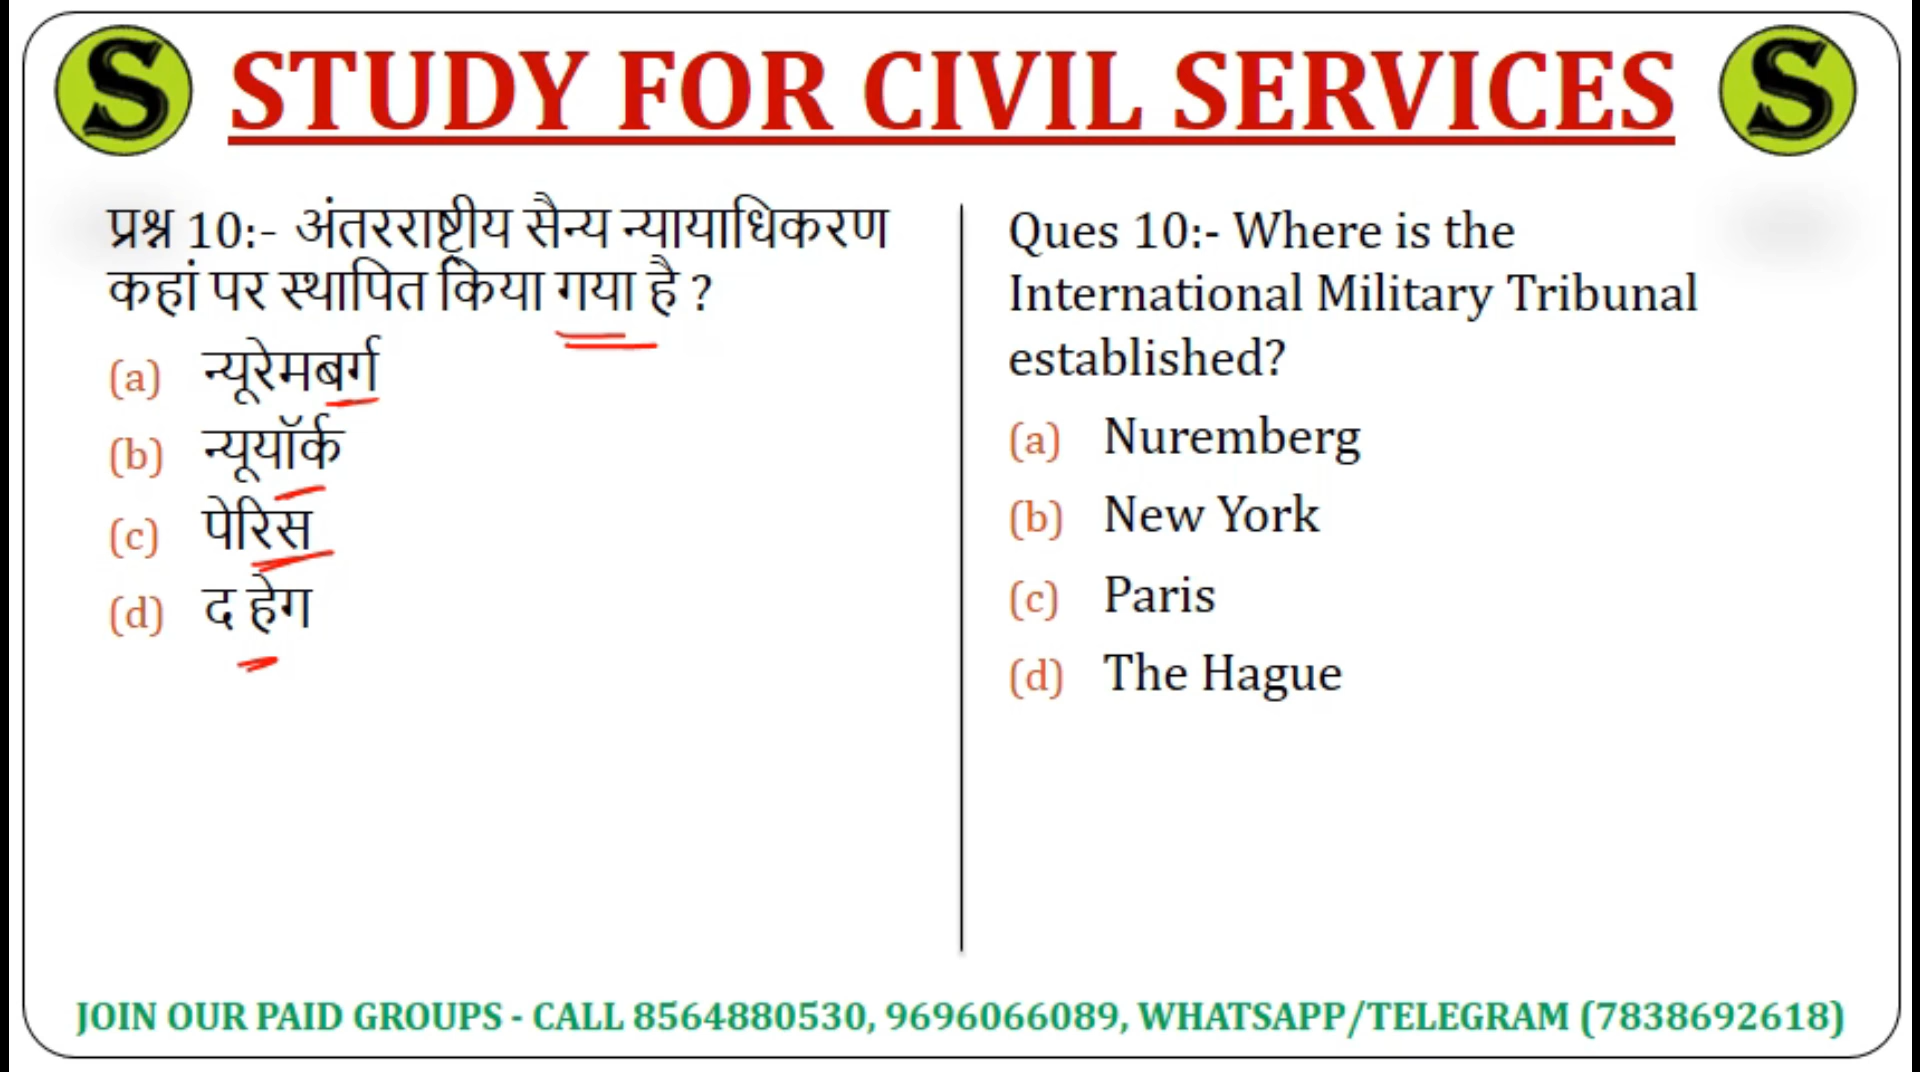 S STUDY FOR CIVIL SERVICES S
प्रश्न 10:- अंतरराष्ट्रीय सैन्य न्यायाधिकरण
कहां पर स्थापित किया गया है ?
(a) न्यूरेमबर्ग
(b) न्यूयॉर्क
(c) पेरिस
(d) द हेग
Ques 10:- Where is the
International Military Tribunal
established?
(a) Nuremberg
(b) New York
(c) Paris
(d) The Hague
JOIN OUR PAID GROUPS - CALL 8564880530, 9696066089, WHATSAPP/TELEGRAM (7838692618)